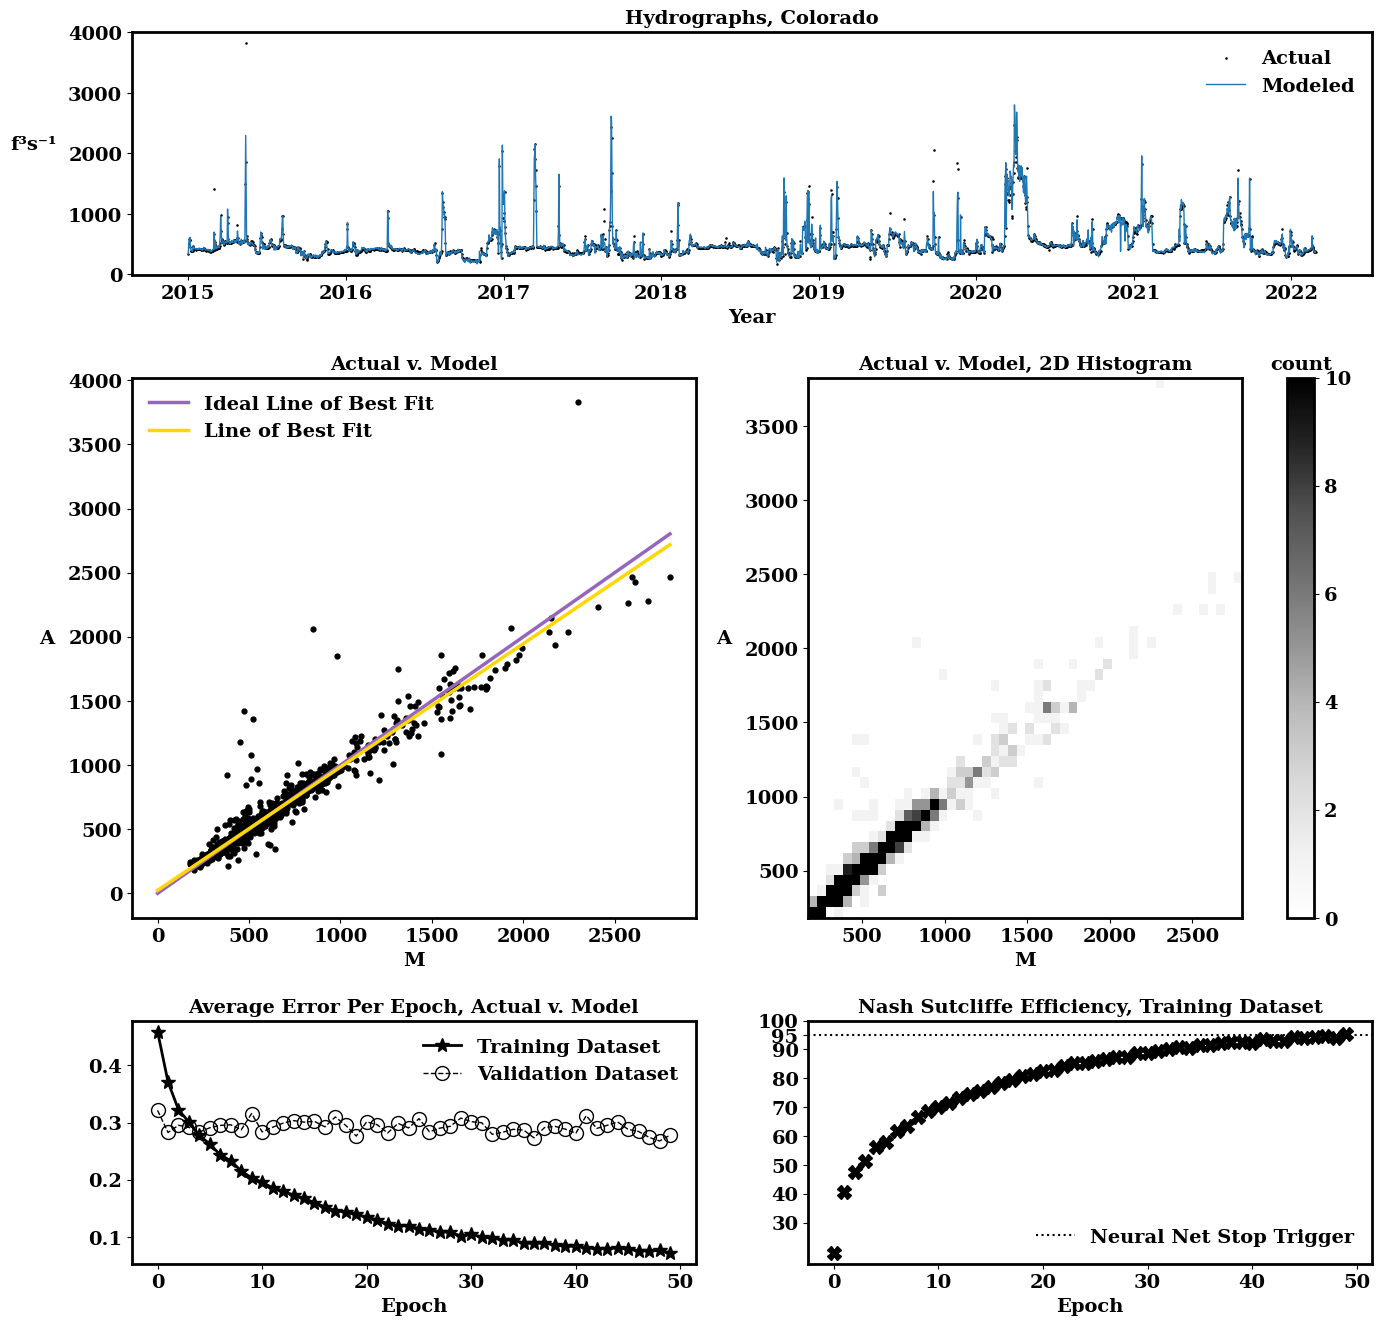 Hydrographs, Colorado
4000
3000
2000
1000
0
f³s⁻¹
Actual
Modeled
2015 2016 2017 2018 2019 2020 2021 2022
Year
Actual v. Model
4000
3500
3000
2500
2000
1500
1000
500
0
A
Ideal Line of Best Fit
Line of Best Fit
0 500 1000 1500 2000 2500
M
Actual v. Model, 2D Histogram
3500
3000
2500
2000
1500
1000
500
A
500 1000 1500 2000 2500
M
count
10
8
6
4
2
0
Average Error Per Epoch, Actual v. Model
0.4
0.3
0.2
0.1
Training Dataset
Validation Dataset
0 10 20 30 40 50
Epoch
Nash Sutcliffe Efficiency, Training Dataset
100
95
90
80
70
60
50
40
30
Neural Net Stop Trigger
0 10 20 30 40 50
Epoch